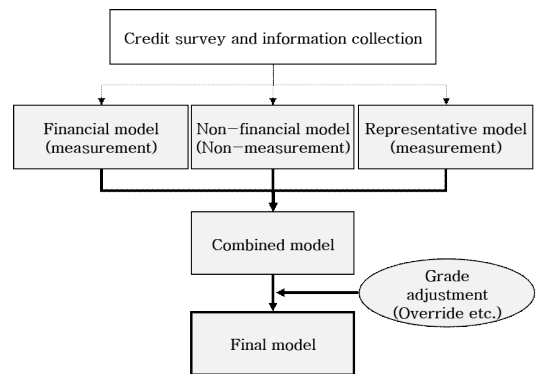 Credit survey and information collection
Financial model
(measurement)
Non-financial model
(Non-measurement)
Representative model
(measurement)
Combined model
Grade
adjustment
(Override etc.)
Final model